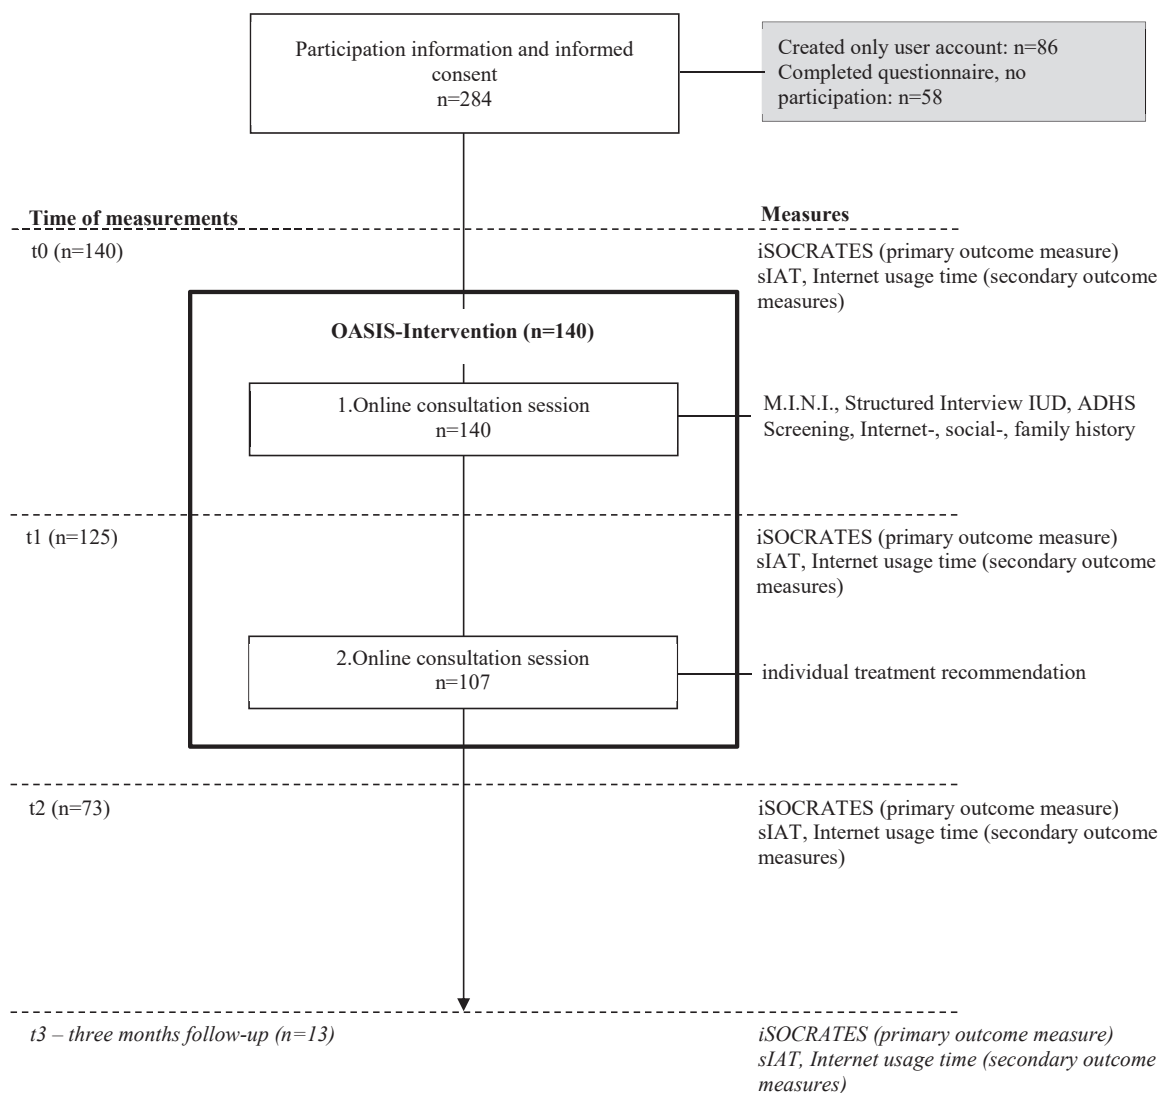 Participation information and informed
consent
n=284
Created only user account: n=86
Completed questionnaire, no
participation: n=58
Time of measurements
Measures
t0 (n=140)
iSOCRATES (primary outcome measure)
sIAT, Internet usage time (secondary outcome
measures)
OASIS-Intervention (n=140)
1.Online consultation session
n=140
M.I.N.I., Structured Interview IUD, ADHS
Screening, Internet-, social-, family history
t1 (n=125)
iSOCRATES (primary outcome measure)
sIAT, Internet usage time (secondary outcome
measures)
2.Online consultation session
n=107
individual treatment recommendation
t2 (n=73)
iSOCRATES (primary outcome measure)
sIAT, Internet usage time (secondary outcome
measures)
t3 – three months follow-up (n=13)
iSOCRATES (primary outcome measure)
sIAT, Internet usage time (secondary outcome
measures)